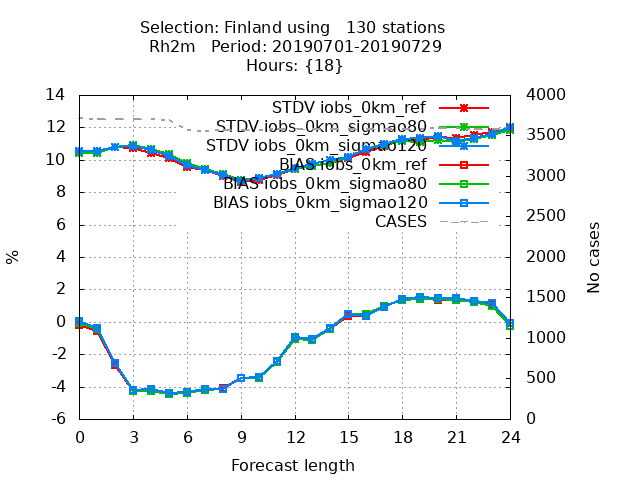 Selection: Finland using   130 stations
Rh2m   Period: 20190701-20190729
Hours: {18}
14
12
10
8
6
4
2
0
-2
-4
-6
%
4000
3500
3000
2500
2000
1500
1000
500
0
No cases
STDV iobs_0km_ref
STDV iobs_0km_sigmao80
STDV iobs_0km_sigmao120
BIAS iobs_0km_ref
BIAS iobs_0km_sigmao80
BIAS iobs_0km_sigmao120
CASES
0 3 6 9 12 15 18 21 24
Forecast length